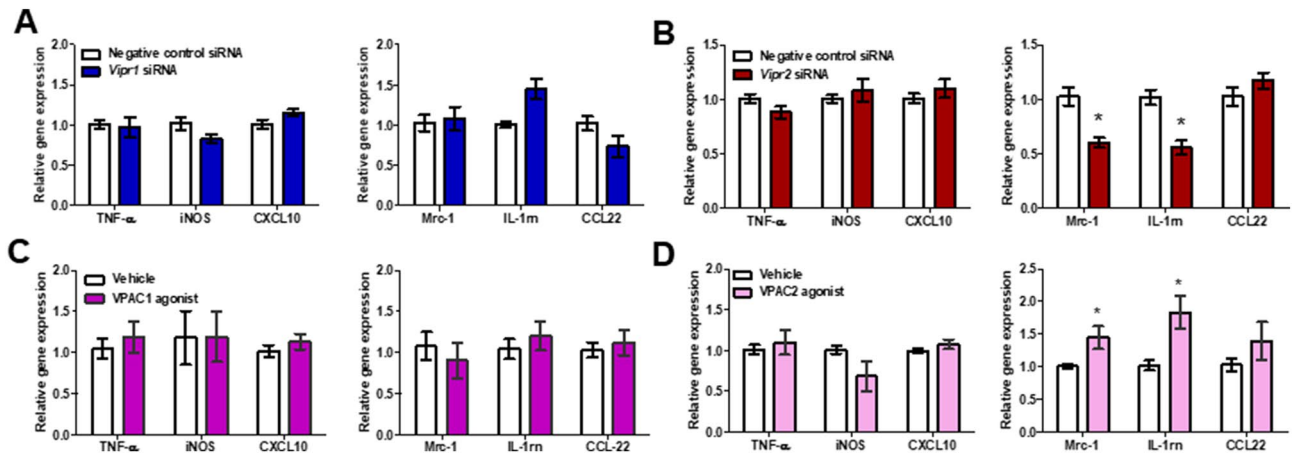 A
Relative gene expression
2.0
1.5
1.0
0.5
0.0
Negative control siRNA
Vipr1 siRNA
TNF-α iNOS CXCL10
Relative gene expression
2.0
1.5
1.0
0.5
0.0
Mrc-1 IL-1rn CCL22
B
Relative gene expression
1.5
1.0
0.5
0.0
Negative control siRNA
Vipr2 siRNA
TNF-α iNOS CXCL10
Relative gene expression
1.5
1.0
0.5
0.0
* *
Mrc-1 IL-1rn CCL22
C
Relative gene expression
2.0
1.5
1.0
0.5
0.0
Vehicle
VPAC1 agonist
TNF-α iNOS CXCL10
Relative gene expression
2.0
1.5
1.0
0.5
0.0
Mrc-1 IL-1rn CCL-22
D
Relative gene expression
2.0
1.5
1.0
0.5
0.0
Vehicle
VPAC2 agonist
TNF-α iNOS CXCL10
Relative gene expression
2.5
2.0
1.5
1.0
0.5
0.0
* *
Mrc-1 IL-1rn CCL22